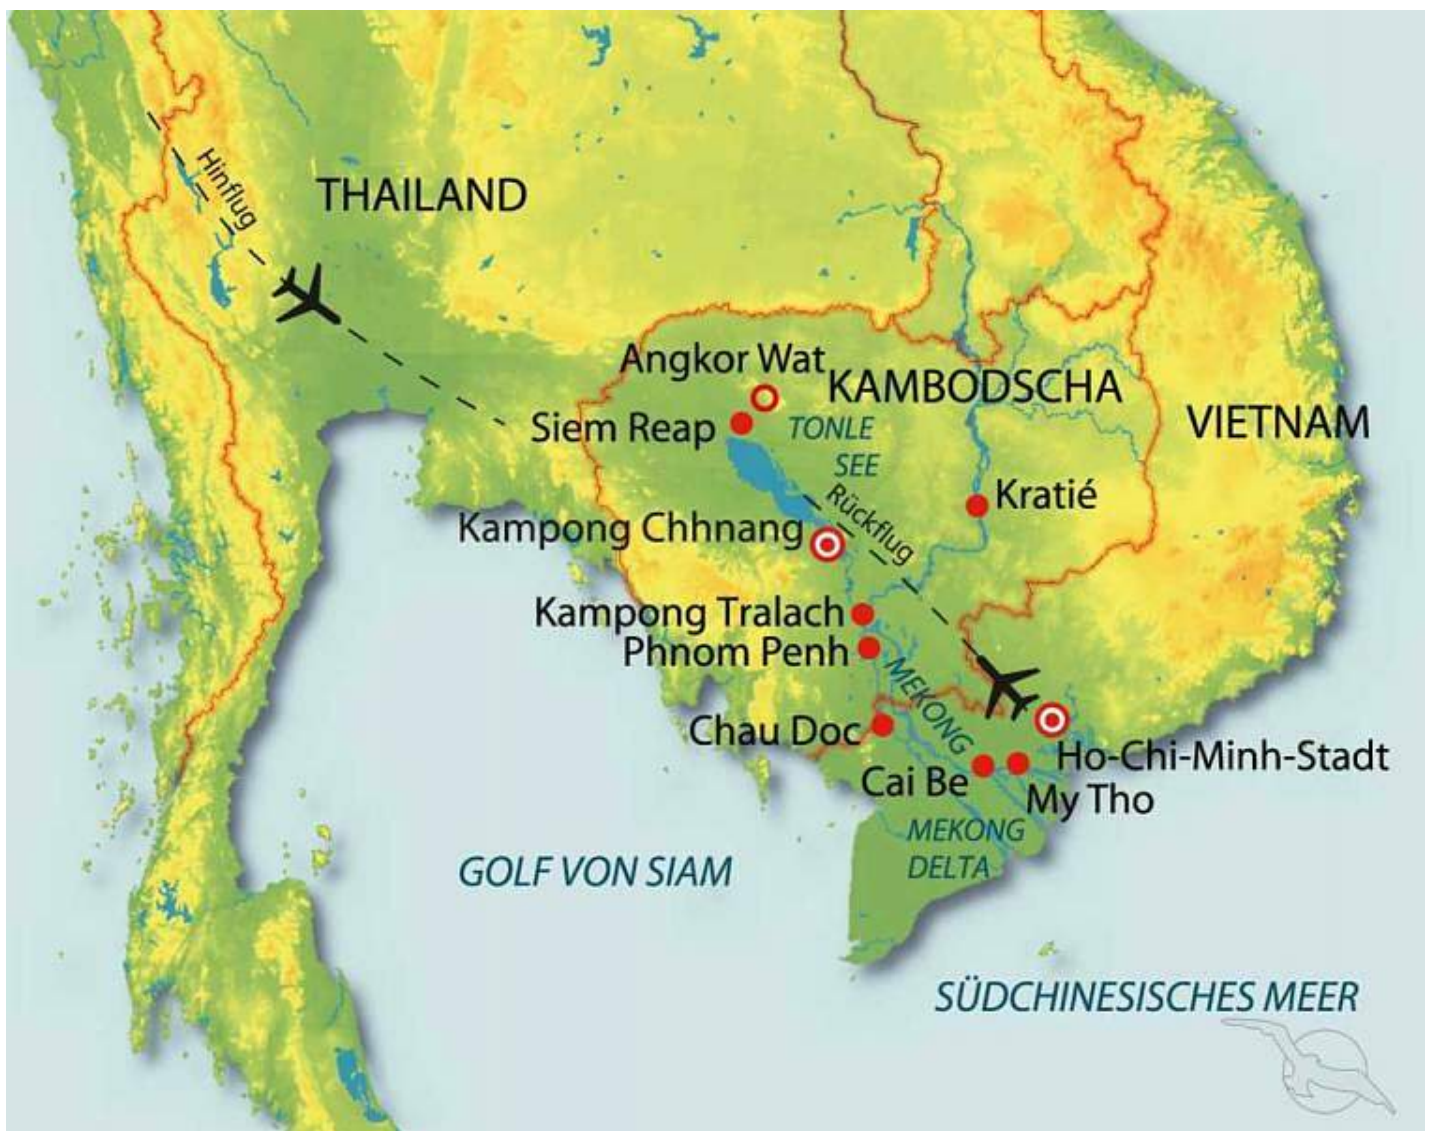 Hinflug
THAILAND
Angkor Wat
KAMBODSCHA
Siem Reap
TONLE
SEE
VIETNAM
Kratié
Rückflug
Kampong Chhnang
Kampong Tralach
Phnom Penh
MEKONG
Chau Doc
Ho-Chi-Minh-Stadt
Cai Be
My Tho
MEKONG
DELTA
GOLF VON SIAM
SÜDCHINESISCHES MEER